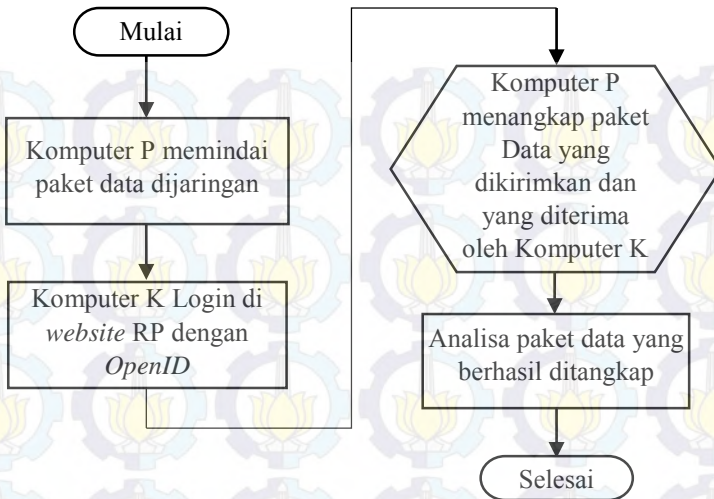 Mulai
Komputer P memindai
paket data dijaringan
Komputer K Login di
website RP dengan
OpenID
Komputer P
menangkap paket
Data yang
dikirimkan dan
yang diterima
oleh Komputer K
Analisa paket data yang
berhasil ditangkap
Selesai